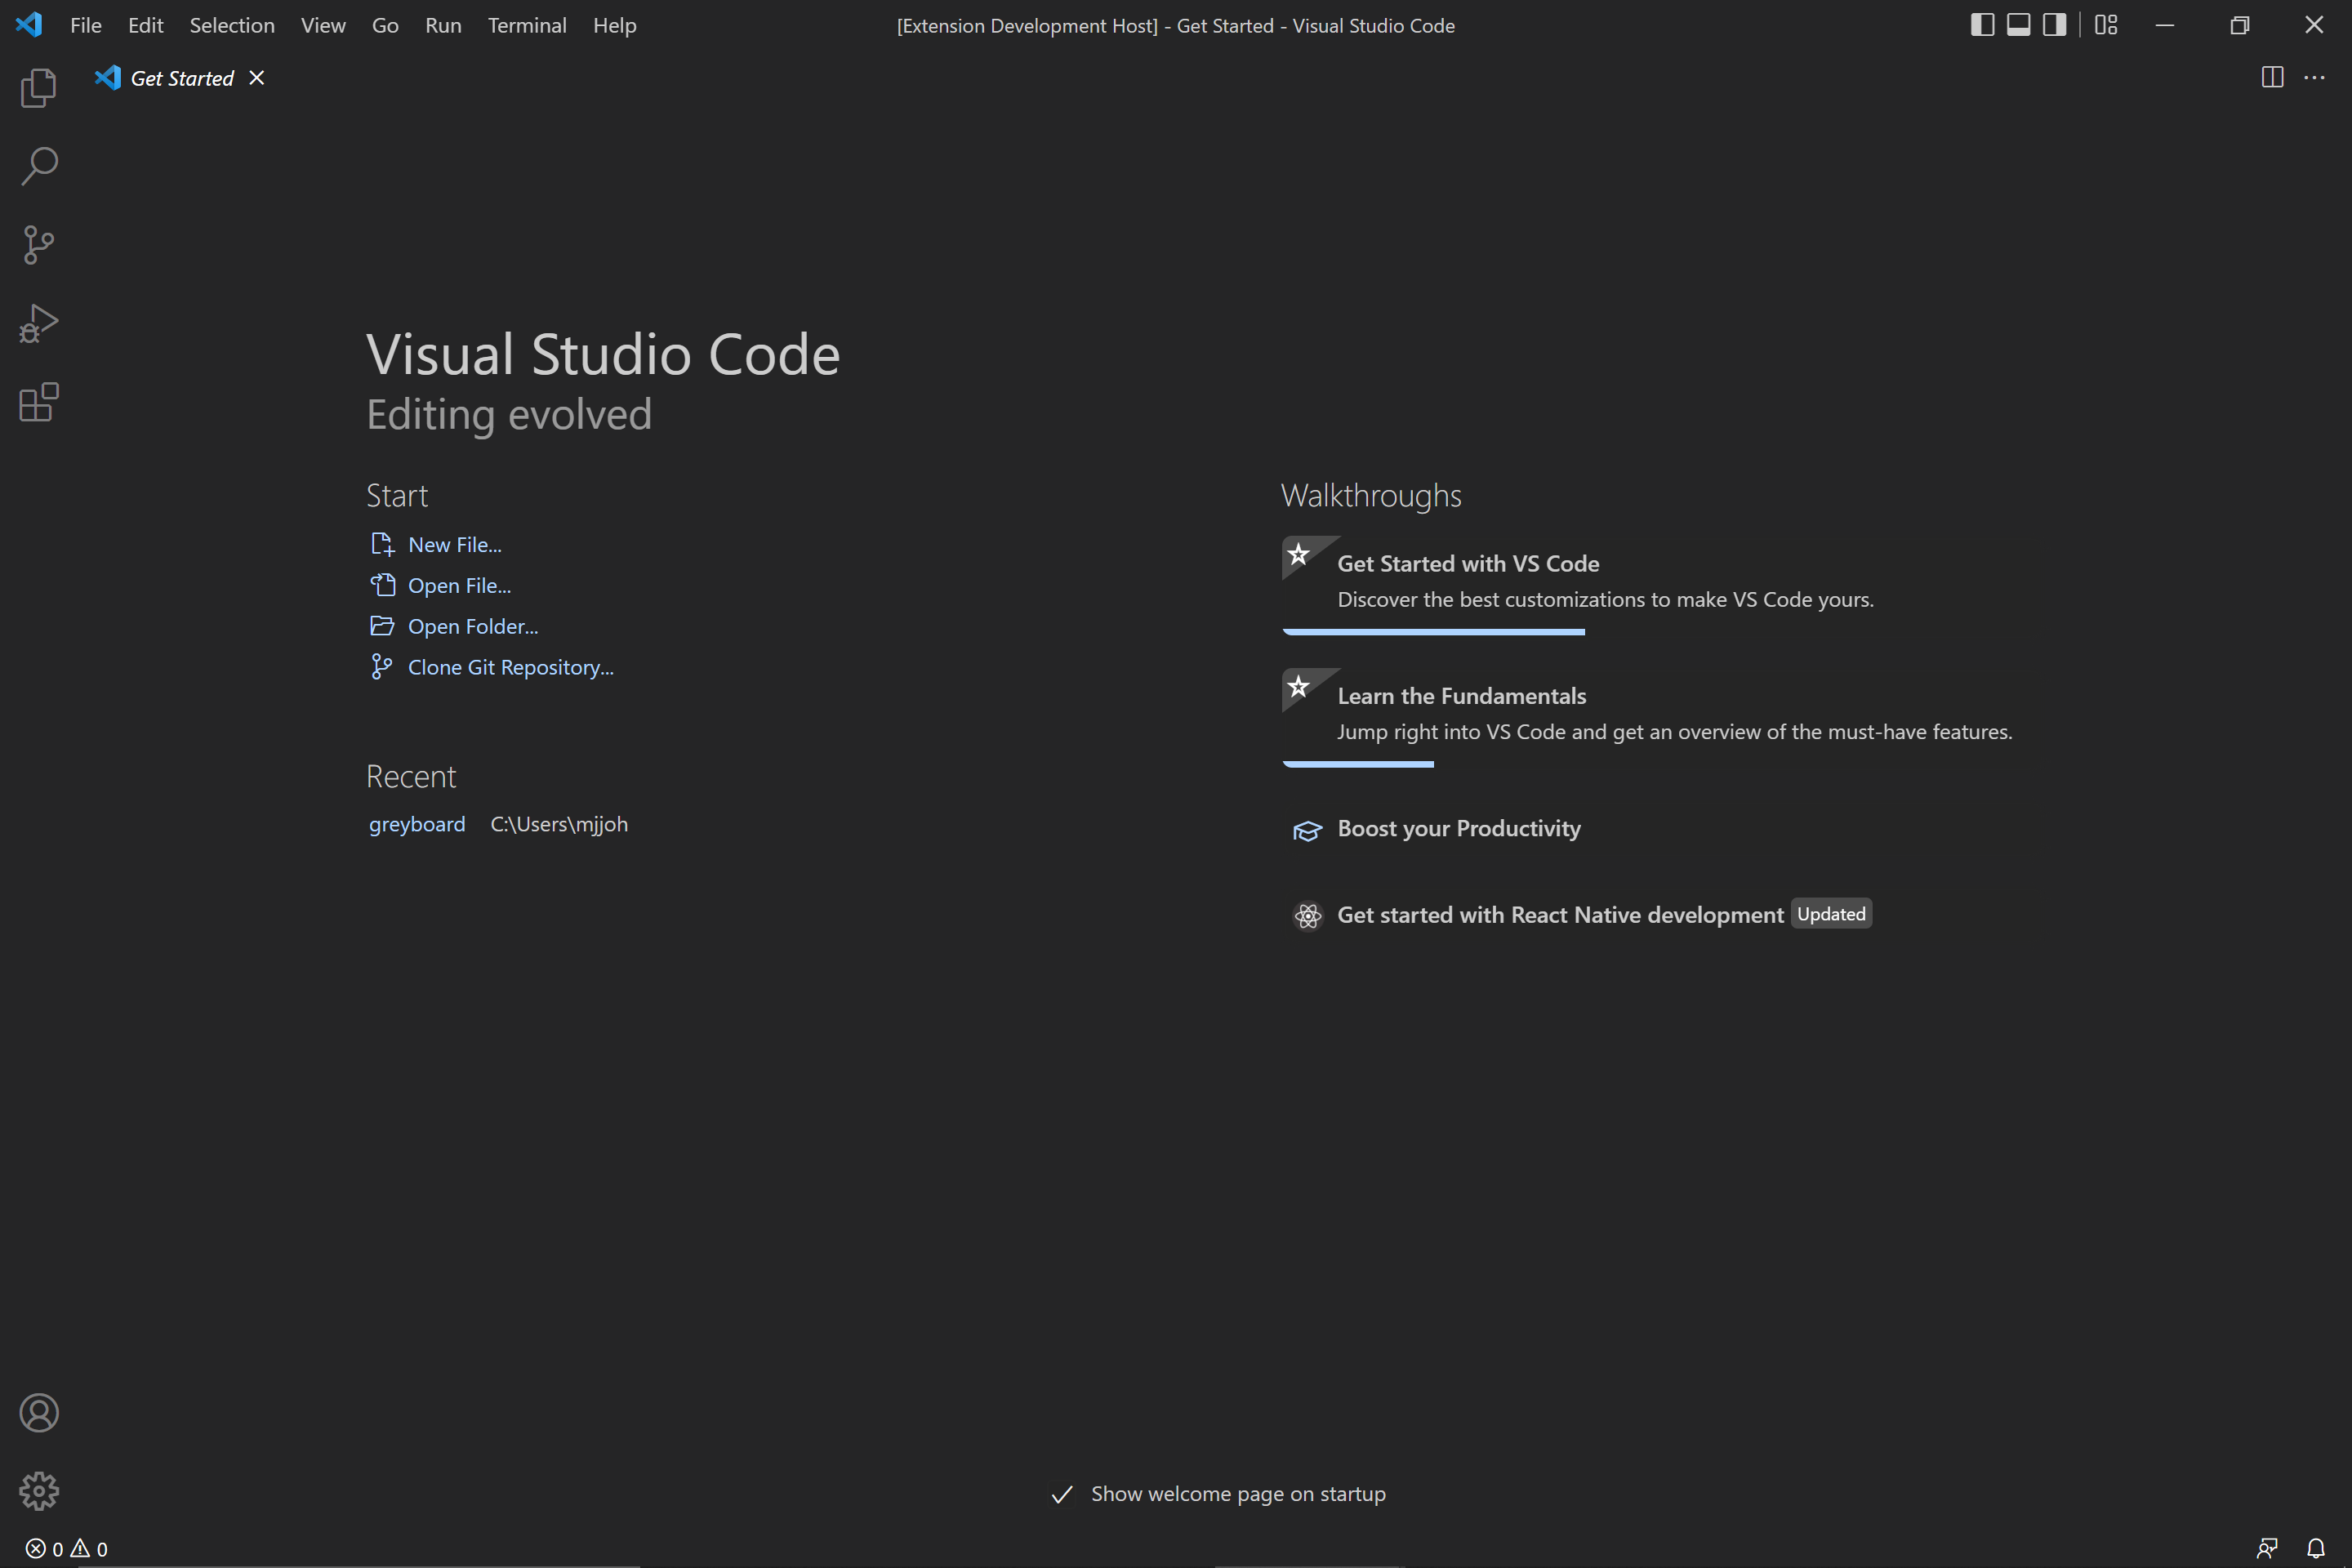 File Edit Selection View Go Run Terminal Help
[Extension Development Host] - Get Started - Visual Studio Code
Get Started
Visual Studio Code
Editing evolved
Start
New File...
Open File...
Open Folder...
Clone Git Repository...
Recent
greyboard C:\Users\mjjoh
Walkthroughs
Get Started with VS Code
Discover the best customizations to make VS Code yours.
Learn the Fundamentals
Jump right into VS Code and get an overview of the must-have features.
Boost your Productivity
Get started with React Native development Updated
Show welcome page on startup
0 0